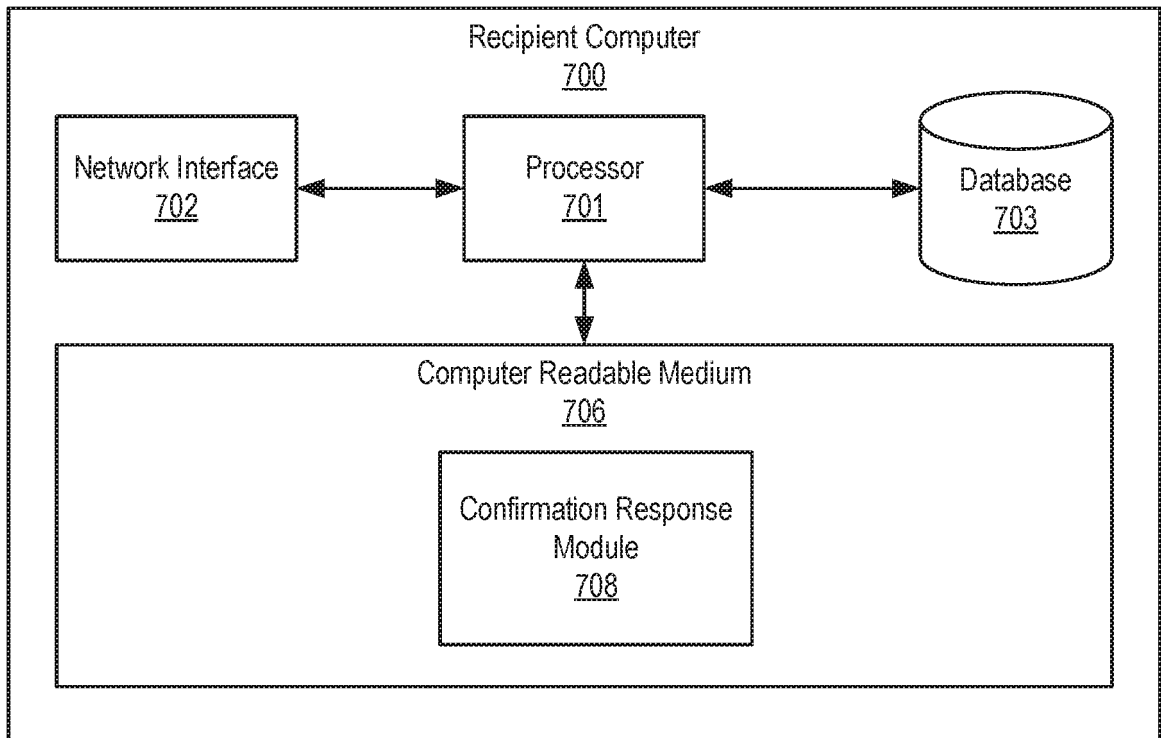 Recipient Computer
700
Network Interface
702
Processor
701
Database
703
Computer Readable Medium
706
Confirmation Response
Module
708